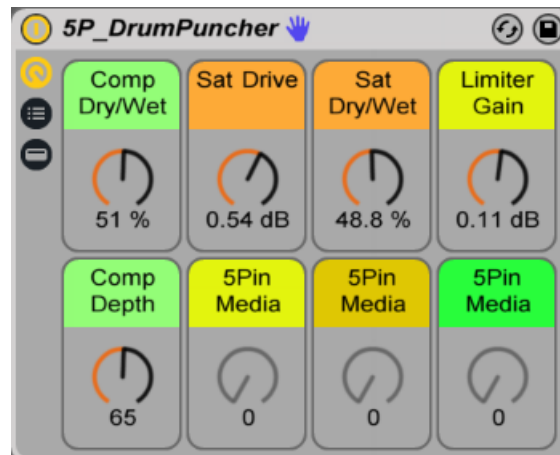 5P_DrumPuncher
Comp Dry/Wet
Sat Drive
Sat Dry/Wet
Limiter Gain
51 %
0.54 dB
48.8 %
0.11 dB
Comp Depth
5Pin Media
5Pin Media
5Pin Media
65
0
0
0